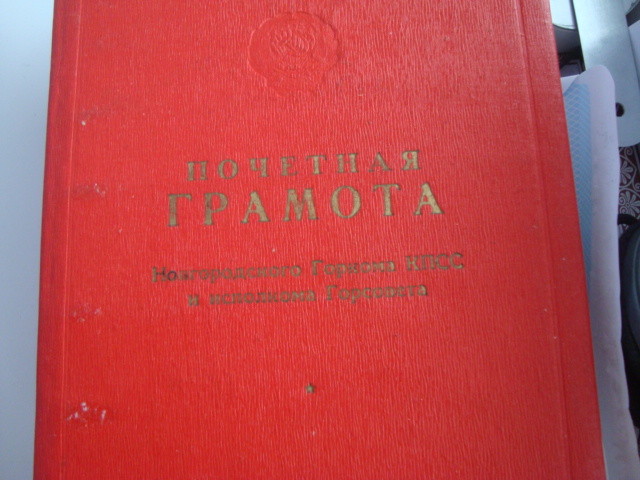 ПОЧЕТНАЯ
ГРАМОТА
Новгородского Горкома КПСС
и исполкома Горсовета